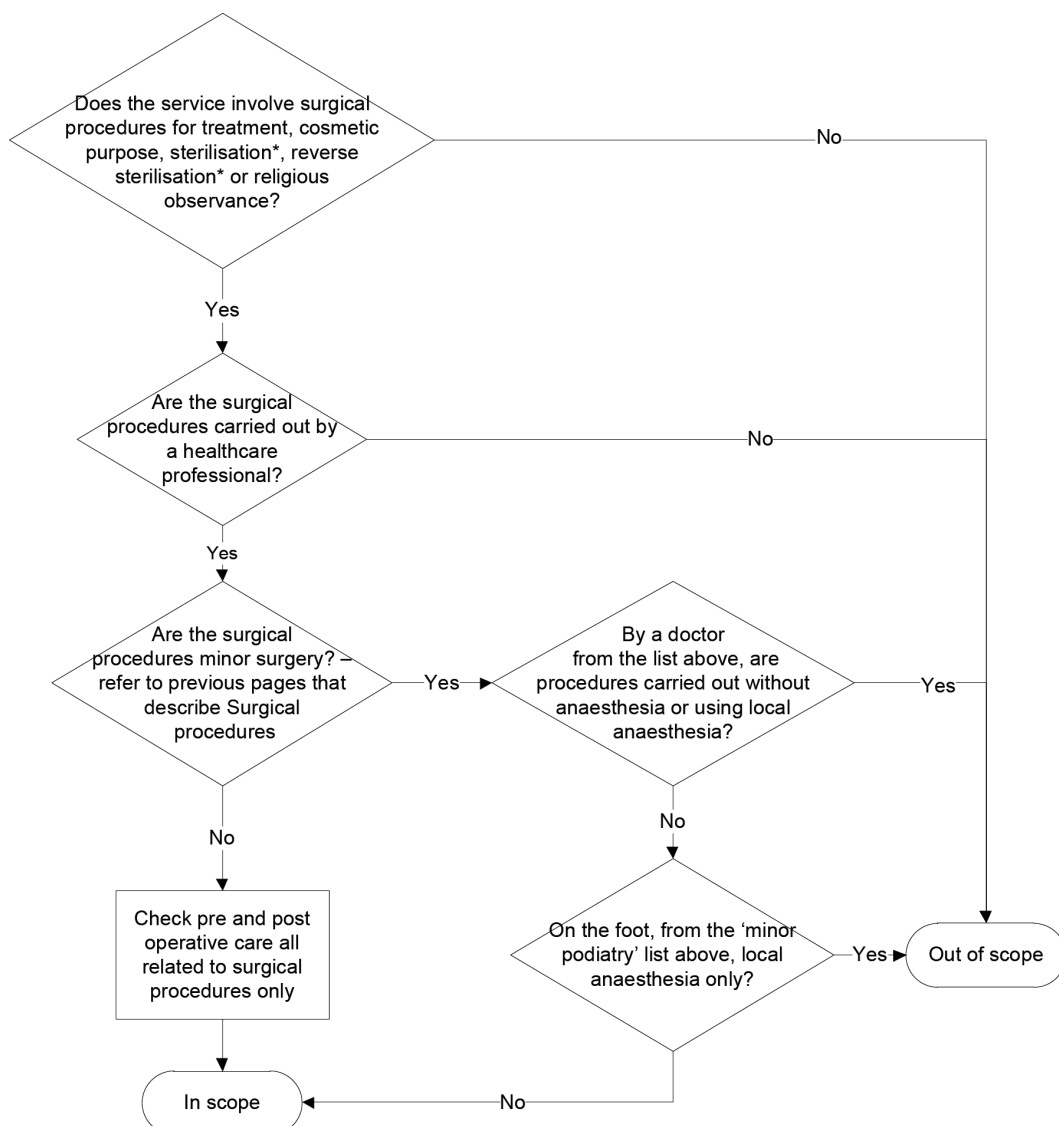 Does the service involve surgical
procedures for treatment, cosmetic
purpose, sterilisation*, reverse
sterilisation* or religious
observance?
No
Yes
Are the surgical
procedures carried out by
a healthcare
professional?
No
Yes
Are the surgical
procedures minor surgery? –
refer to previous pages that
describe Surgical
procedures
Yes
By a doctor
from the list above, are
procedures carried out without
anaesthesia or using local
anaesthesia?
Yes
No
No
Check pre and post
operative care all
related to surgical
procedures only
On the foot, from the ‘minor
podiatry’ list above, local
anaesthesia only?
Yes
Out of scope
In scope
No